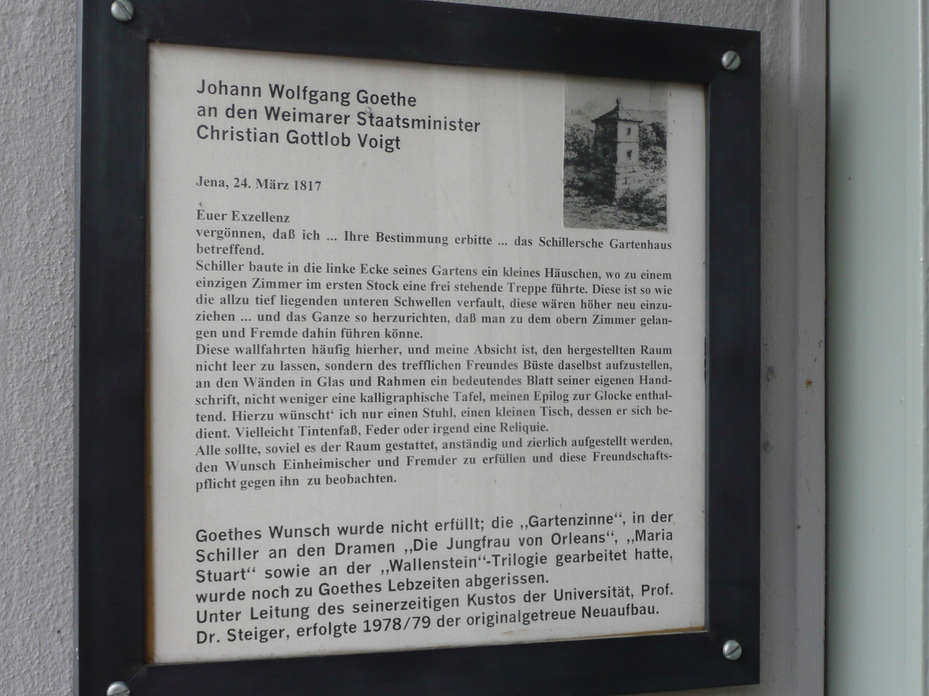 Johann Wolfgang Goethe
an den Weimarer Staatsminister
Christian Gottlob Voigt
Jena, 24. März 1817
Euer Exzellenz
vergönnen, daß ich ... Ihre Bestimmung erbitte ... das Schillersche Gartenhaus
betreffend.
Schiller baute in die linke Ecke seines Gartens ein kleines Häuschen, wo zu einem
einzigen Zimmer im ersten Stock eine frei stehende Treppe führte. Diese ist so wie
die allzu tief liegenden unteren Schwellen verfault, diese wären höher neu einzu-
ziehen ... und das Ganze so herzurichten, daß man zu dem obern Zimmer gelan-
gen und Fremde dahin führen könne.
Diese wallfahrten häufig hierher, und meine Absicht ist, den hergestellten Raum
nicht leer zu lassen, sondern des trefflichen Freundes Büste daselbst aufzustellen,
an den Wänden in Glas und Rahmen ein bedeutendes Blatt seiner eigenen Hand-
schrift, nicht weniger eine kalligraphische Tafel, meinen Epilog zur Glocke enthal-
tend. Hierzu wünscht‘ ich nur einen Stuhl, einen kleinen Tisch, dessen er sich be-
dient. Vielleicht Tintenfaß, Feder oder irgend eine Reliquie.
Alle sollte, soviel es der Raum gestattet, anständig und zierlich aufgestellt werden,
den Wunsch Einheimischer und Fremder zu erfüllen und diese Freundschafts-
pflicht gegen ihn zu beobachten.
Goethes Wunsch wurde nicht erfüllt; die „Gartenzinne“, in der
Schiller an den Dramen „Die Jungfrau von Orleans“, „Maria
Stuart“ sowie an der „Wallenstein“-Trilogie gearbeitet hatte,
wurde noch zu Goethes Lebzeiten abgerissen.
Unter Leitung des seinerzeitigen Kustos der Universität, Prof.
Dr. Steiger, erfolgte 1978/79 der originalgetreue Neuaufbau.